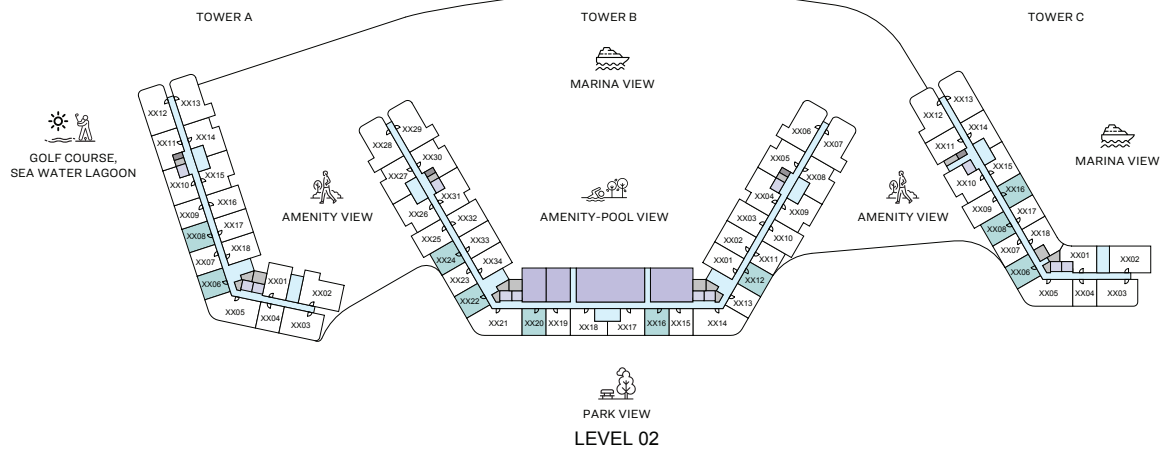 TOWER A
TOWER B
TOWER C
MARINA VIEW
GOLF COURSE,
SEA WATER LAGOON
AMENITY VIEW
AMENITY-POOL VIEW
AMENITY VIEW
MARINA VIEW
XX12
XX13
XX11
XX14
XX10
XX15
XX09
XX16
XX08
XX17
XX07
XX18
XX06
XX01
XX02
XX05
XX04
XX03
XX29
XX28
XX30
XX27
XX31
XX26
XX32
XX25
XX33
XX24
XX34
XX23
XX22
XX21
XX20
XX19
XX18
XX17
XX16
XX15
XX14
XX13
XX12
XX11
XX01
XX10
XX02
XX09
XX03
XX04
XX08
XX05
XX07
XX06
XX13
XX12
XX14
XX11
XX15
XX10
XX16
XX09
XX17
XX08
XX18
XX07
XX01
XX02
XX06
XX05
XX04
XX03
PARK VIEW
LEVEL 02